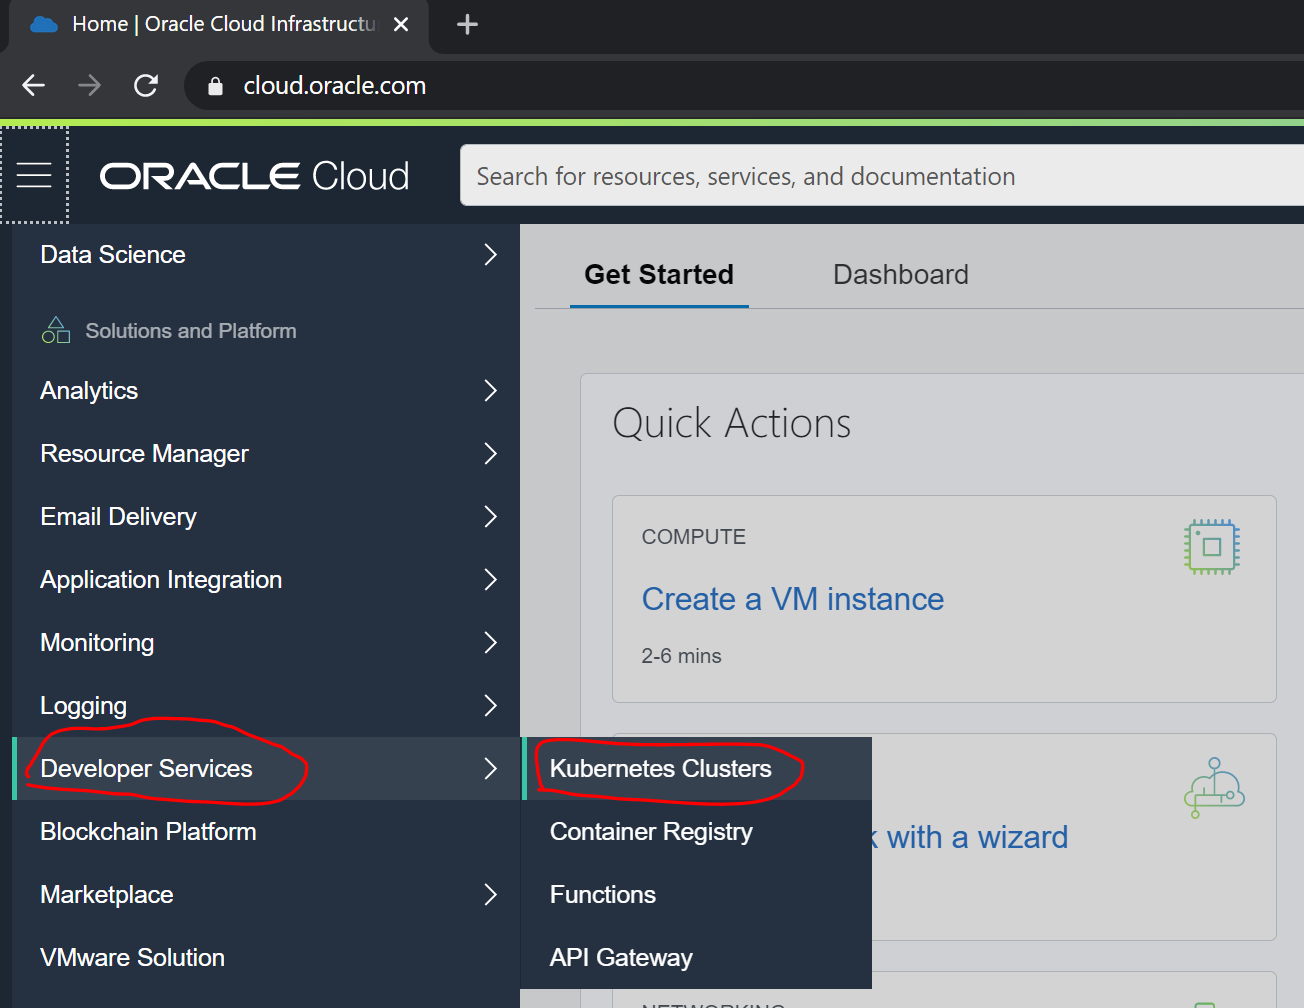 Home | Oracle Cloud Infrastructu
cloud.oracle.com
ORACLE Cloud
Search for resources, services, and documentation
Data Science
Solutions and Platform
Analytics
Resource Manager
Email Delivery
Application Integration
Monitoring
Logging
Developer Services
Blockchain Platform
Marketplace
VMware Solution
Kubernetes Clusters
Container Registry
Functions
API Gateway
Get Started
Dashboard
Quick Actions
COMPUTE
Create a VM instance
2-6 mins
k with a wizard
NETWORKING